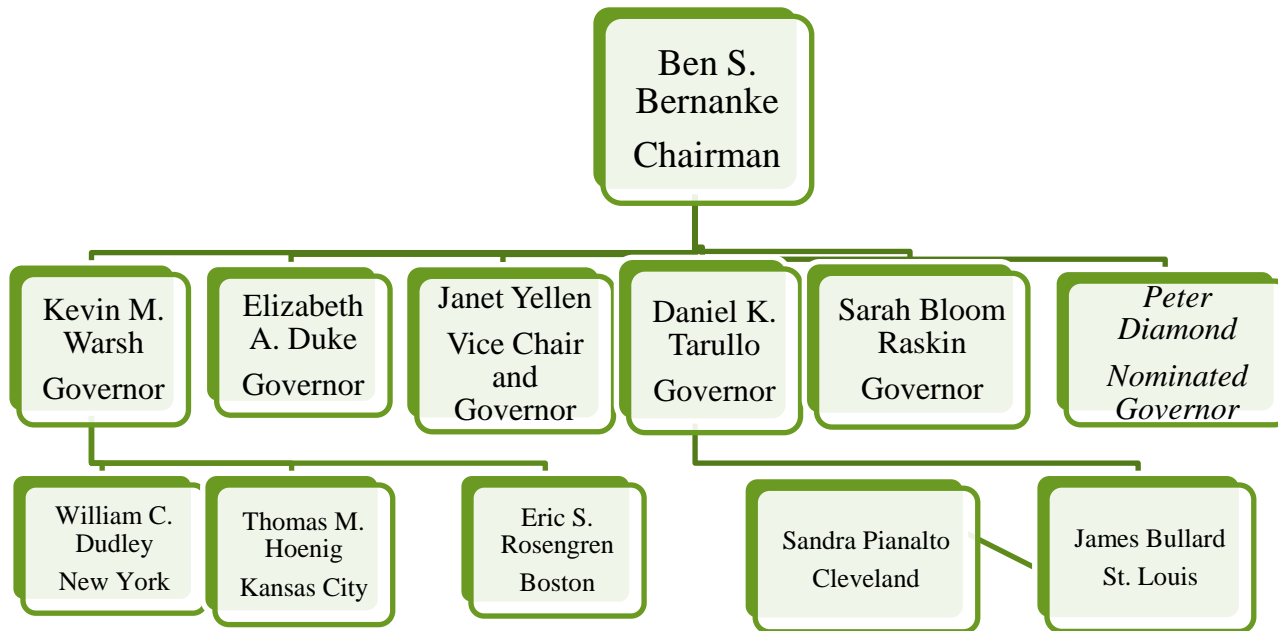 Ben S.
Bernanke
Chairman
Kevin M.
Warsh
Governor
Elizabeth
A. Duke
Governor
Janet Yellen
Vice Chair
and
Governor
Daniel K.
Tarullo
Governor
Sarah Bloom
Raskin
Governor
Peter
Diamond
Nominated
Governor
William C.
Dudley
New York
Thomas M.
Hoenig
Kansas City
Eric S.
Rosengren
Boston
Sandra Pianalto
Cleveland
James Bullard
St. Louis